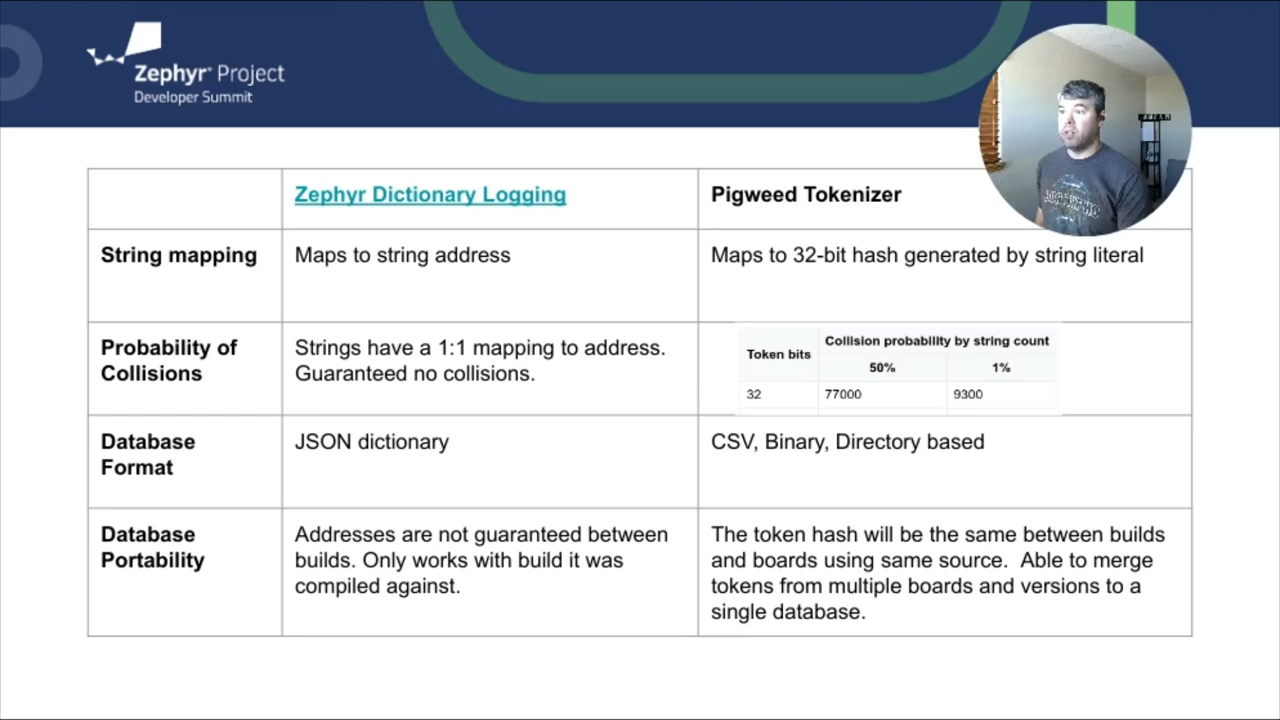 Zephyr™ Project
Developer Summit
Zephyr Dictionary Logging
Pigweed Tokenizer
String mapping
Maps to string address
Maps to 32-bit hash generated by string literal
Probability of
Collisions
Strings have a 1:1 mapping to address.
Guaranteed no collisions.
Token bits
Collision probability by string count
50%
1%
32
77000
9300
Database
Format
JSON dictionary
CSV, Binary, Directory based
Database
Portability
Addresses are not guaranteed between
builds. Only works with build it was
compiled against.
The token hash will be the same between builds
and boards using same source.  Able to merge
tokens from multiple boards and versions to a
single database.